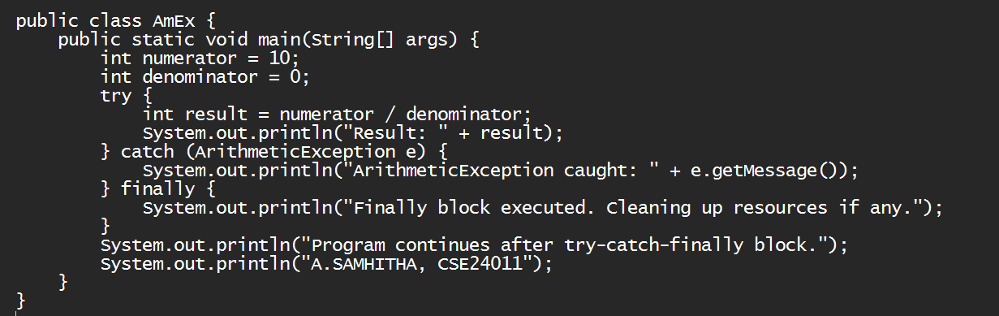 public class AmEx {
    public static void main(String[] args) {
        int numerator = 10;
        int denominator = 0;
        try {
            int result = numerator / denominator;
            System.out.println("Result: " + result);
        } catch (ArithmeticException e) {
            System.out.println("ArithmeticException caught: " + e.getMessage());
        } finally {
            System.out.println("Finally block executed. Cleaning up resources if any.");
        }
        System.out.println("Program continues after try-catch-finally block.");
        System.out.println("A.SAMHITHA, CSE24011");
    }
}